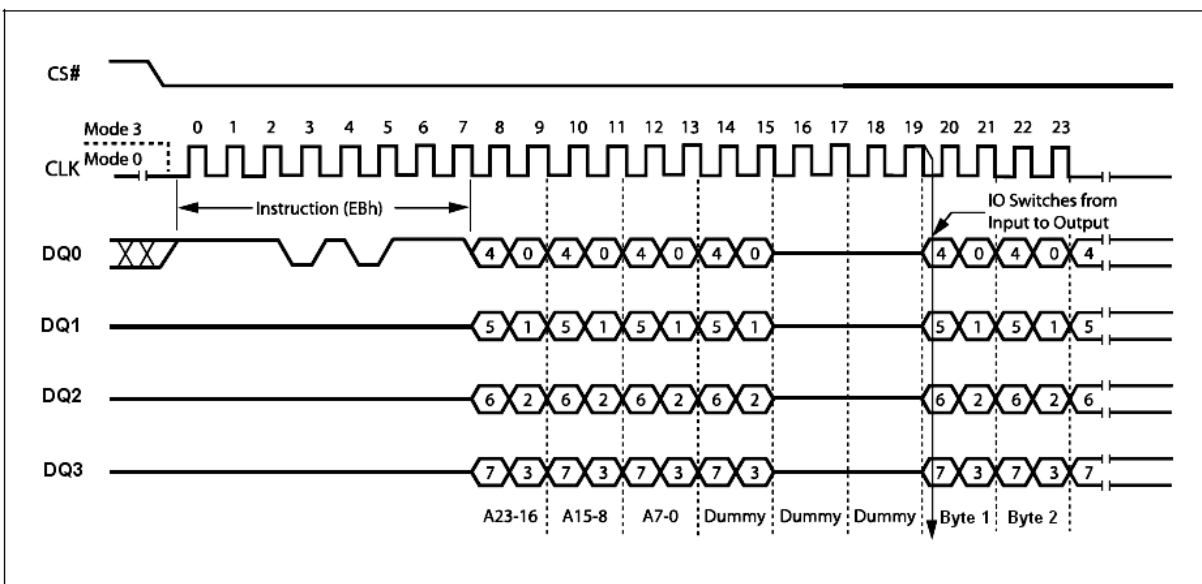 CS#
Mode 3
0 1 2 3 4 5 6 7 8 9 10 11 12 13 14 15 16 17 18 19 20 21 22 23
CLK
Mode 0
Instruction (EBh)
IO Switches from
Input to Output
DQ0
4 0 4 0 4 0 4 0 4 0 4 0 4
DQ1
5 1 5 1 5 1 5 1 5 1 5 1 5
DQ2
6 2 6 2 6 2 6 2 6 2 6 2 6
DQ3
7 3 7 3 7 3 7 3 7 3 7 3 7
A23-16 A15-8 A7-0 Dummy Dummy Dummy Byte 1 Byte 2